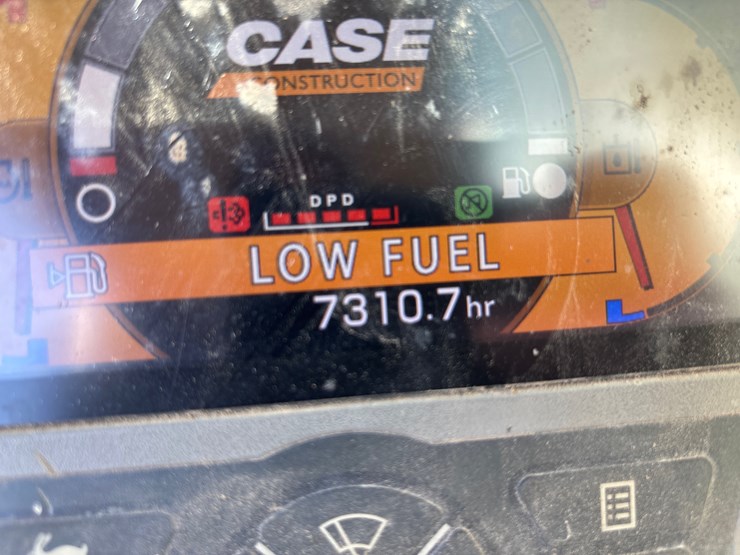 CASE
CONSTRUCTION
DPD
LOW FUEL
7310.7hr